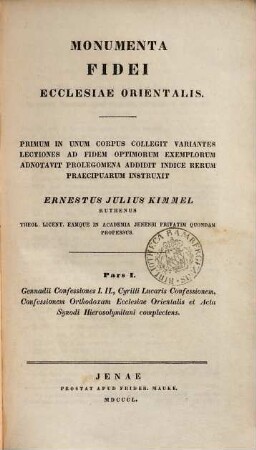 MONUMENTA
FIDEI
ECCLESIAE ORIENTALIS.
PRIMUM IN UNUM CORPUS COLLEGIT VARIANTES
LECTIONES AD FIDEM OPTIMORUM EXEMPLORUM
ADNOTAVIT PROLEGOMENA ADDIDIT INDICE RERUM
PRAECIPUARUM INSTRUXIT
ERNESTUS JULIUS KIMMEL
RUTHENUS
THEOL. LICENT. EAMQUE IN ACADEMIA JENENSI PRIVATIM QUONDAM
PROFESSUS.
Pars I.
Gennadii Confessiones I. II., Cyrilli Lucaris Confessionem,
Confessionem Orthodoxam Ecclesiae Orientalis et Acta
Synodi Hierosolymitani complectens.
JENAE
PROSTAT APUD FRIDER. MAUKE.
MDCCCL.